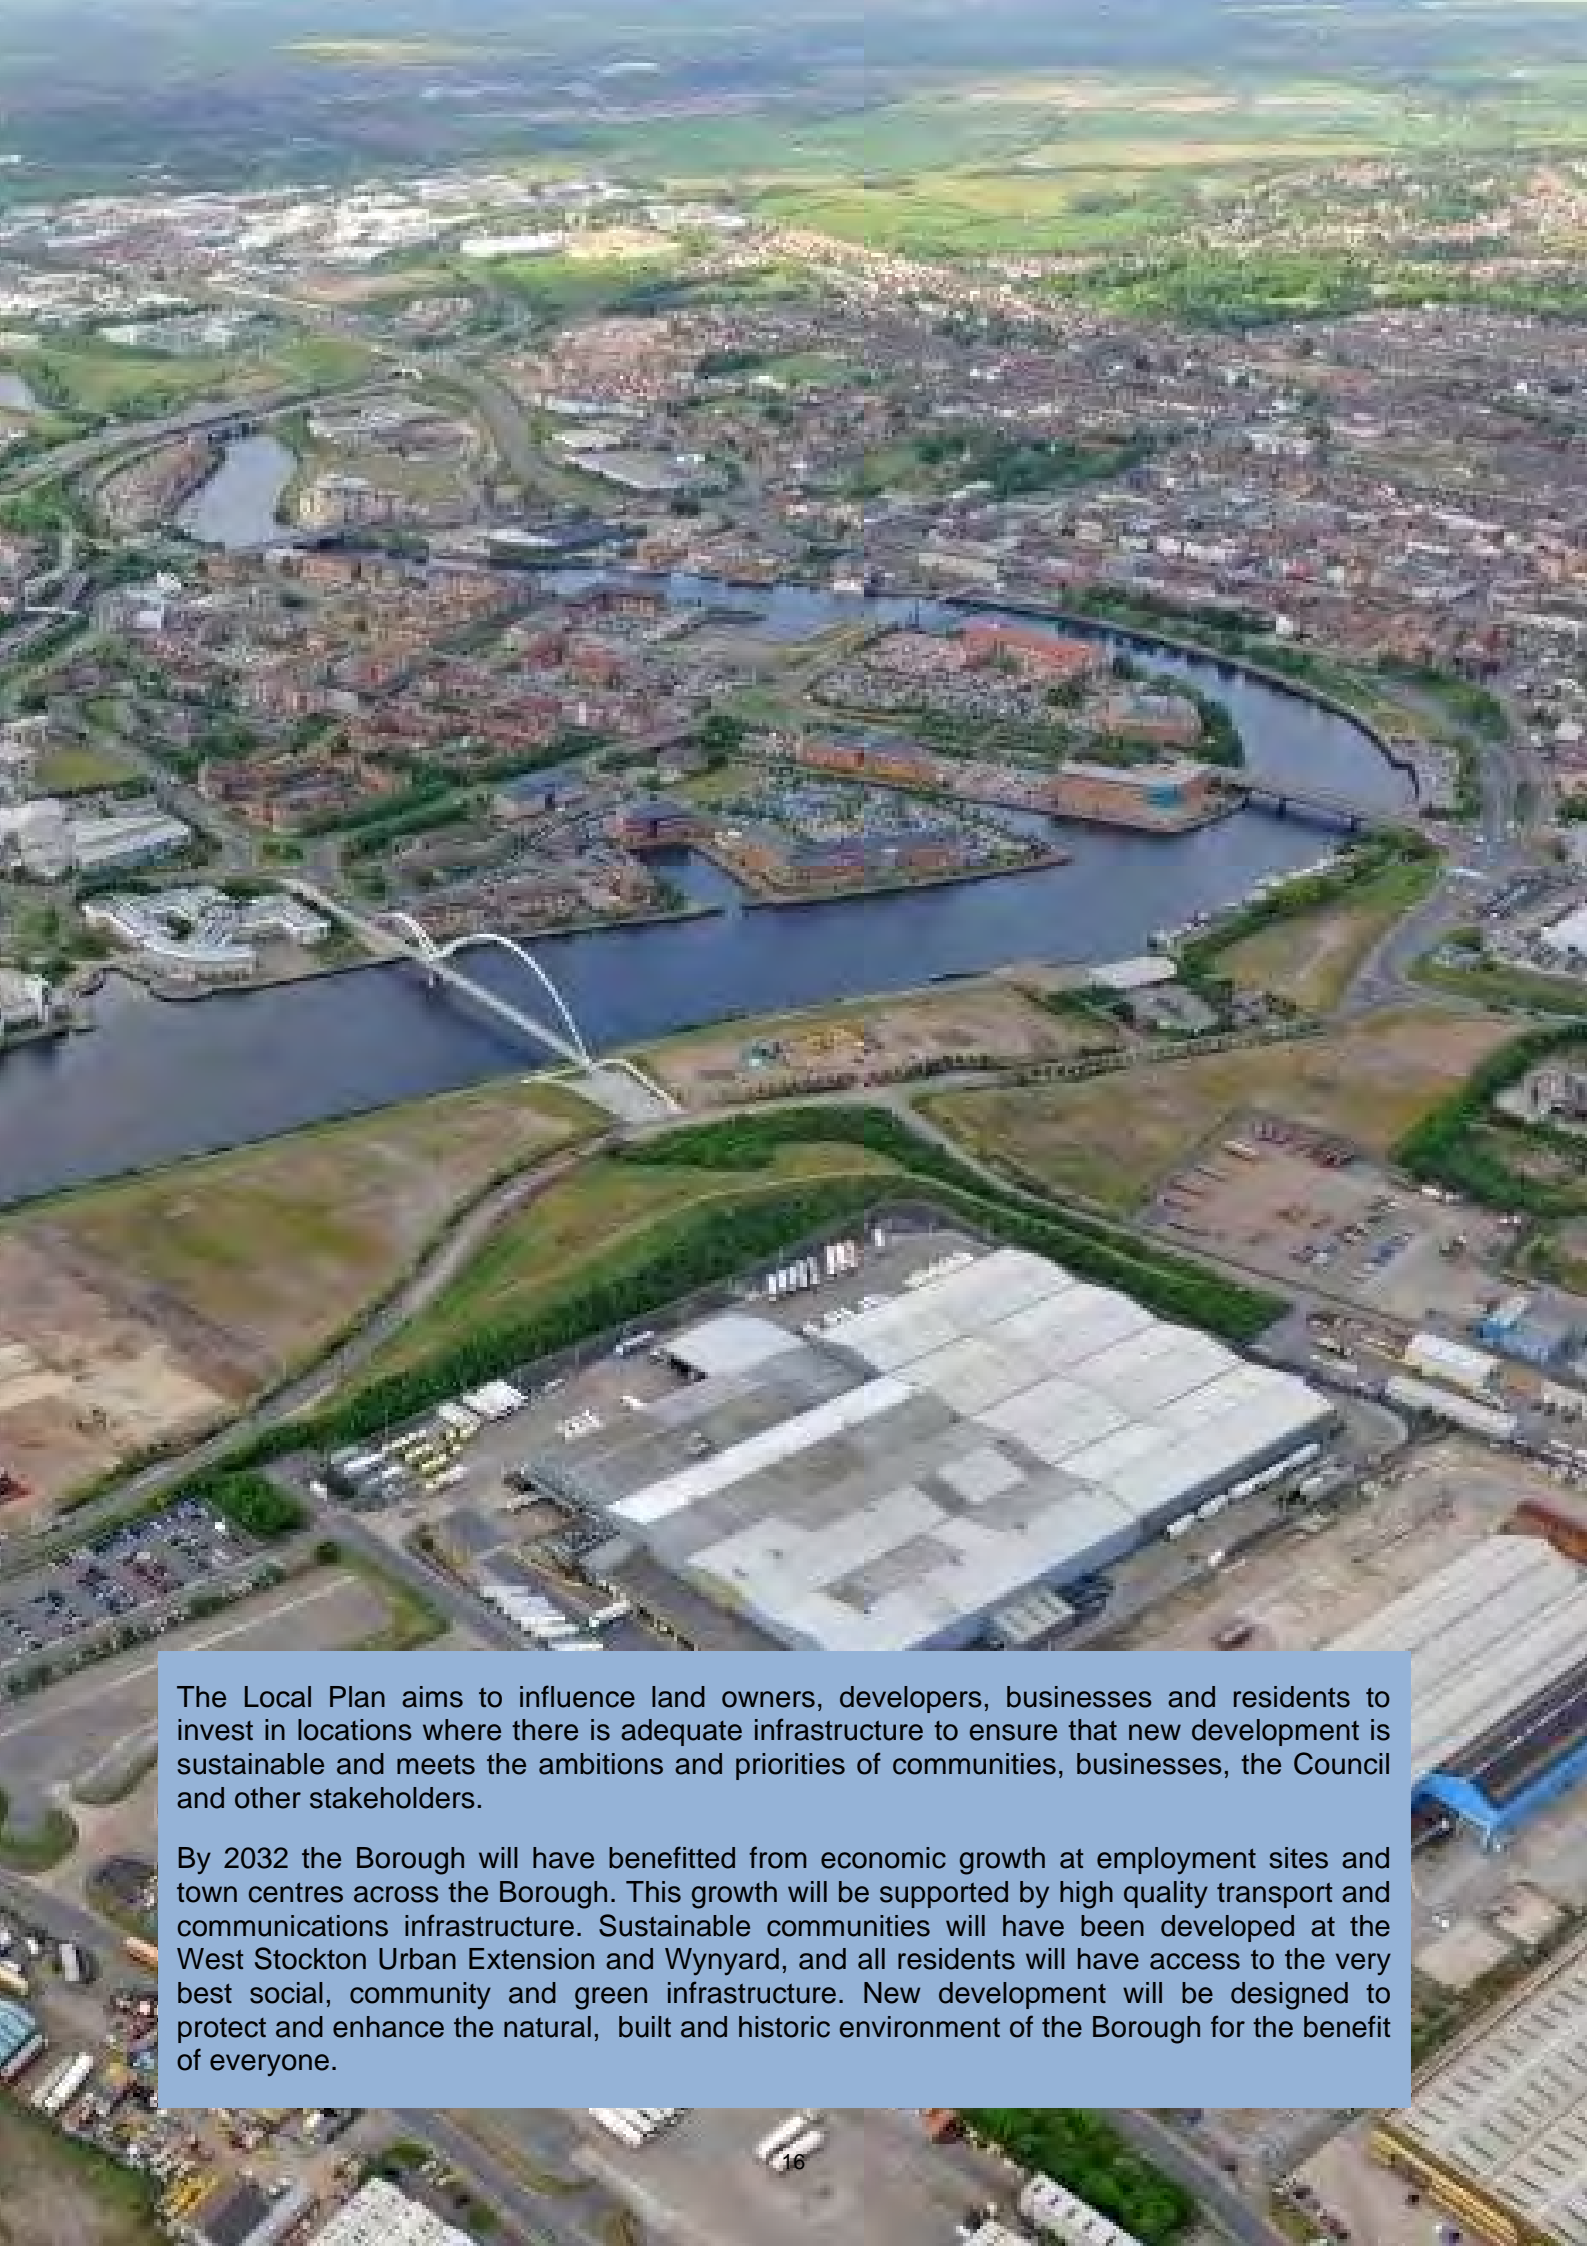 The Local Plan aims to influence land owners, developers, businesses and residents to
invest in locations where there is adequate infrastructure to ensure that new development is
sustainable and meets the ambitions and priorities of communities, businesses, the Council
and other stakeholders.
By 2032 the Borough will have benefitted from economic growth at employment sites and
town centres across the Borough. This growth will be supported by high quality transport and
communications infrastructure. Sustainable communities will have been developed at the
West Stockton Urban Extension and Wynyard, and all residents will have access to the very
best social, community and green infrastructure. New development will be designed to
protect and enhance the natural,  built and historic environment of the Borough for the benefit
of everyone.
16